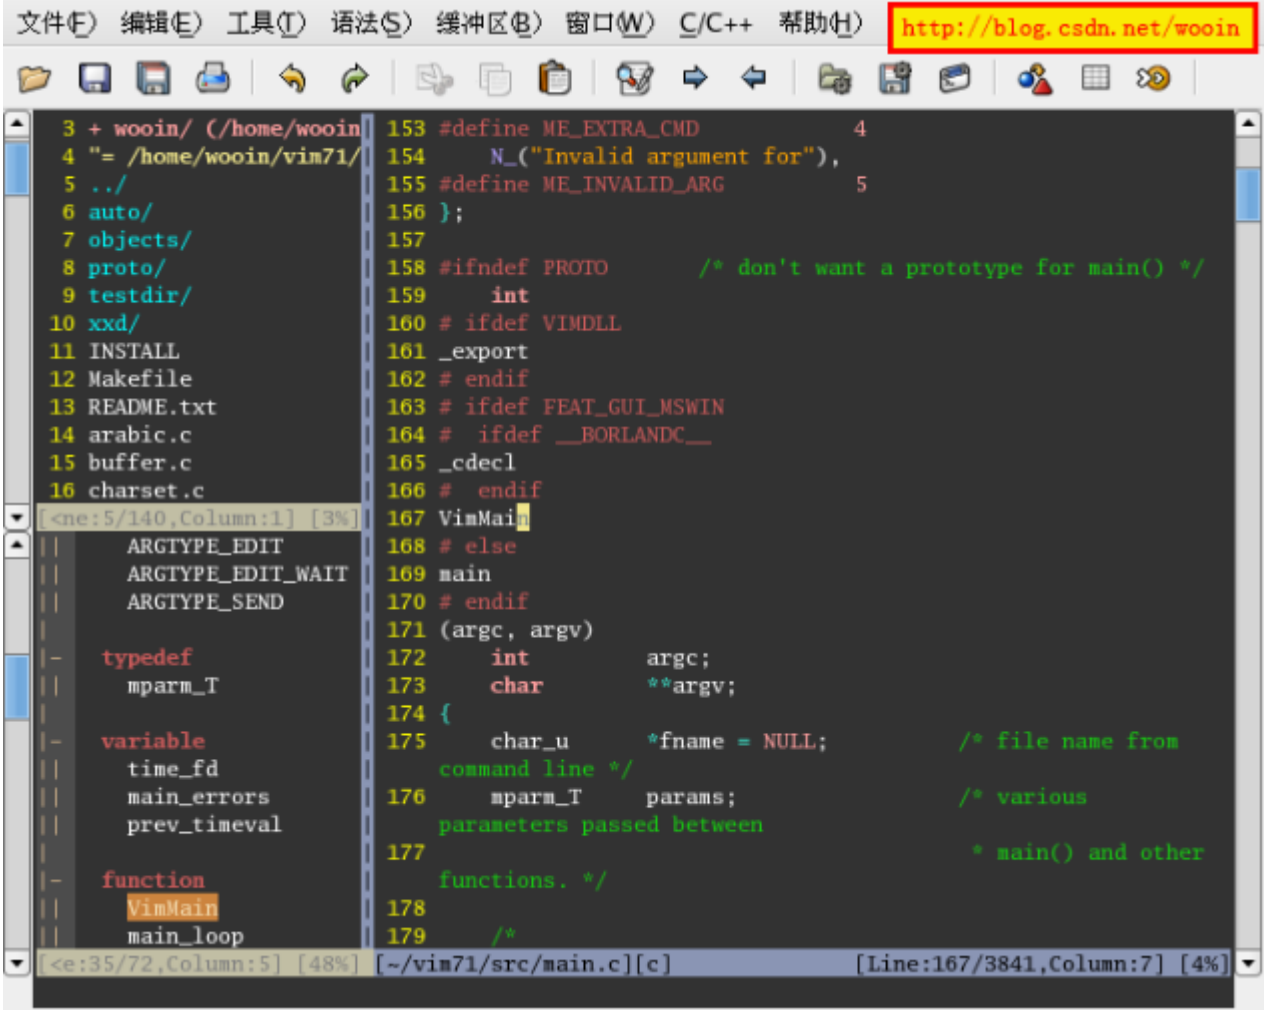 文件(F) 编辑(E) 工具(T) 语法(S) 缓冲区(B) 窗口(W) C/C++ 帮助(H) http://blog.csdn.net/wooin
3 + wooin/ (/home/wooin
4 "= /home/wooin/vim71/
5 ../
6 auto/
7 objects/
8 proto/
9 testdir/
10 xxd/
11 INSTALL
12 Makefile
13 README.txt
14 arabic.c
15 buffer.c
16 charset.c
[<ne:5/140,Column:1] [3%]
|| ARGTYPE_EDIT
|| ARGTYPE_EDIT_WAIT
|| ARGTYPE_SEND
|
|- typedef
|| mparm_T
|
|- variable
|| time_fd
|| main_errors
|| prev_timeval
|
|- function
|| VimMain
|| main_loop
[<e:35/72,Column:5] [48%]
153 #define ME_EXTRA_CMD 4
154 N_("Invalid argument for"),
155 #define ME_INVALID_ARG 5
156 };
157
158 #ifndef PROTO /* don't want a prototype for main() */
159 int
160 # ifdef VIMDLL
161 _export
162 # endif
163 # ifdef FEAT_GUI_MSWIN
164 # ifdef __BORLANDC__
165 _cdecl
166 # endif
167 VimMain
168 # else
169 main
170 # endif
171 (argc, argv)
172 int argc;
173 char **argv;
174 {
175 char_u *fname = NULL; /* file name from
command line */
176 mparm_T params; /* various
parameters passed between
177 * main() and other
functions. */
178
179 /*
[~/vim71/src/main.c][c] [Line:167/3841,Column:7] [4%]